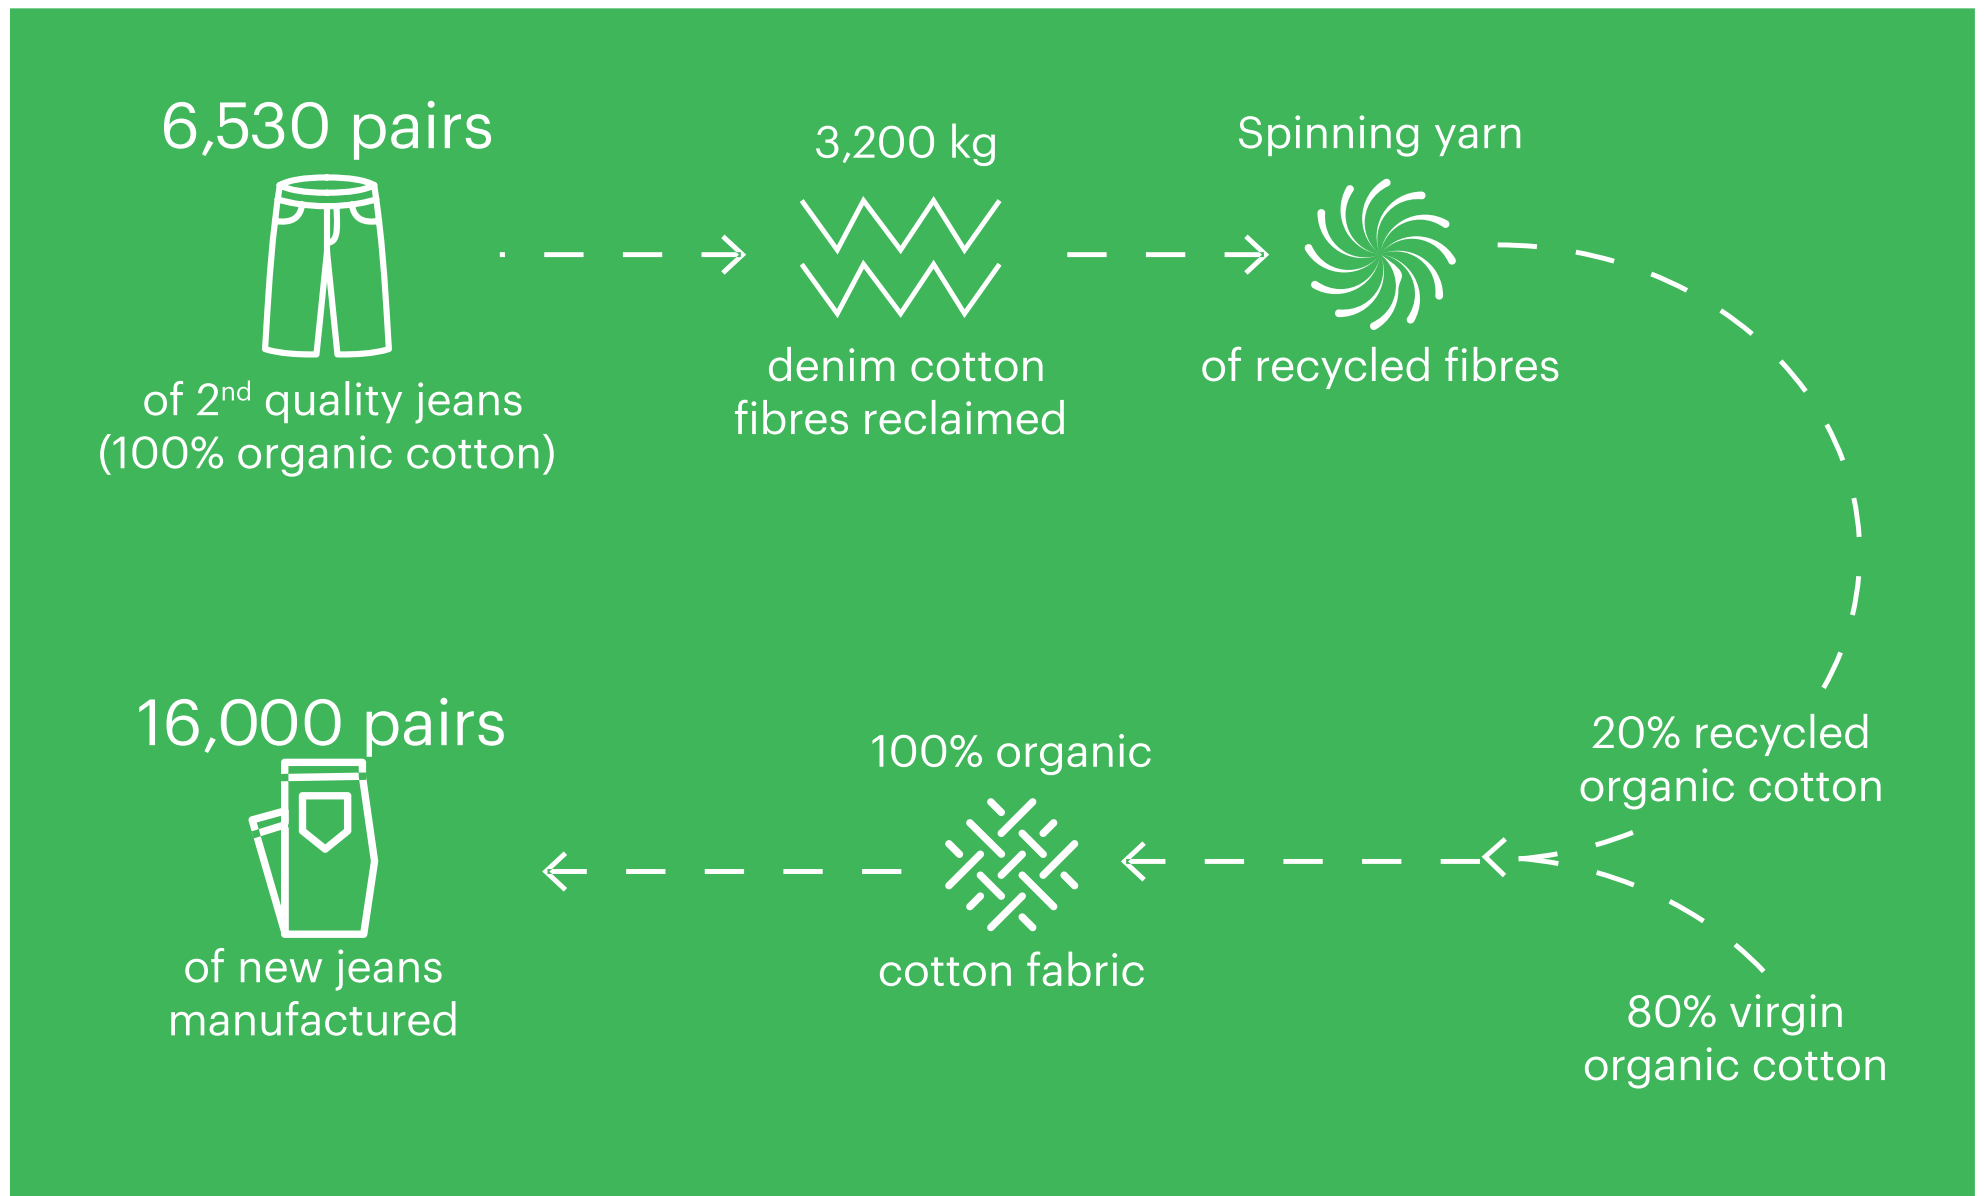 6,530 pairs
of 2nd quality jeans
(100% organic cotton)
3,200 kg
denim cotton
fibres reclaimed
Spinning yarn
of recycled fibres
20% recycled
organic cotton
80% virgin
organic cotton
100% organic
cotton fabric
16,000 pairs
of new jeans
manufactured